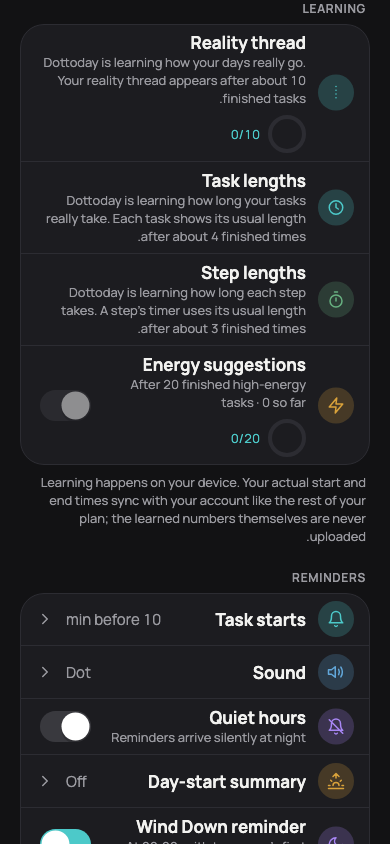 LEARNING
Reality thread
Dottoday is learning how your days really go.
Your reality thread appears after about 10
.finished tasks
0/10
Task lengths
Dottoday is learning how long your tasks
really take. Each task shows its usual length
.after about 4 finished times
Step lengths
Dottoday is learning how long each step
takes. A step's timer uses its usual length
.after about 3 finished times
Energy suggestions
After 20 finished high-energy
tasks · 0 so far
0/20
Learning happens on your device. Your actual start and
end times sync with your account like the rest of your
plan; the learned numbers themselves are never
.uploaded
REMINDERS
Task starts
min before 10
Sound
Dot
Quiet hours
Reminders arrive silently at night
Day-start summary
Off
Wind Down reminder